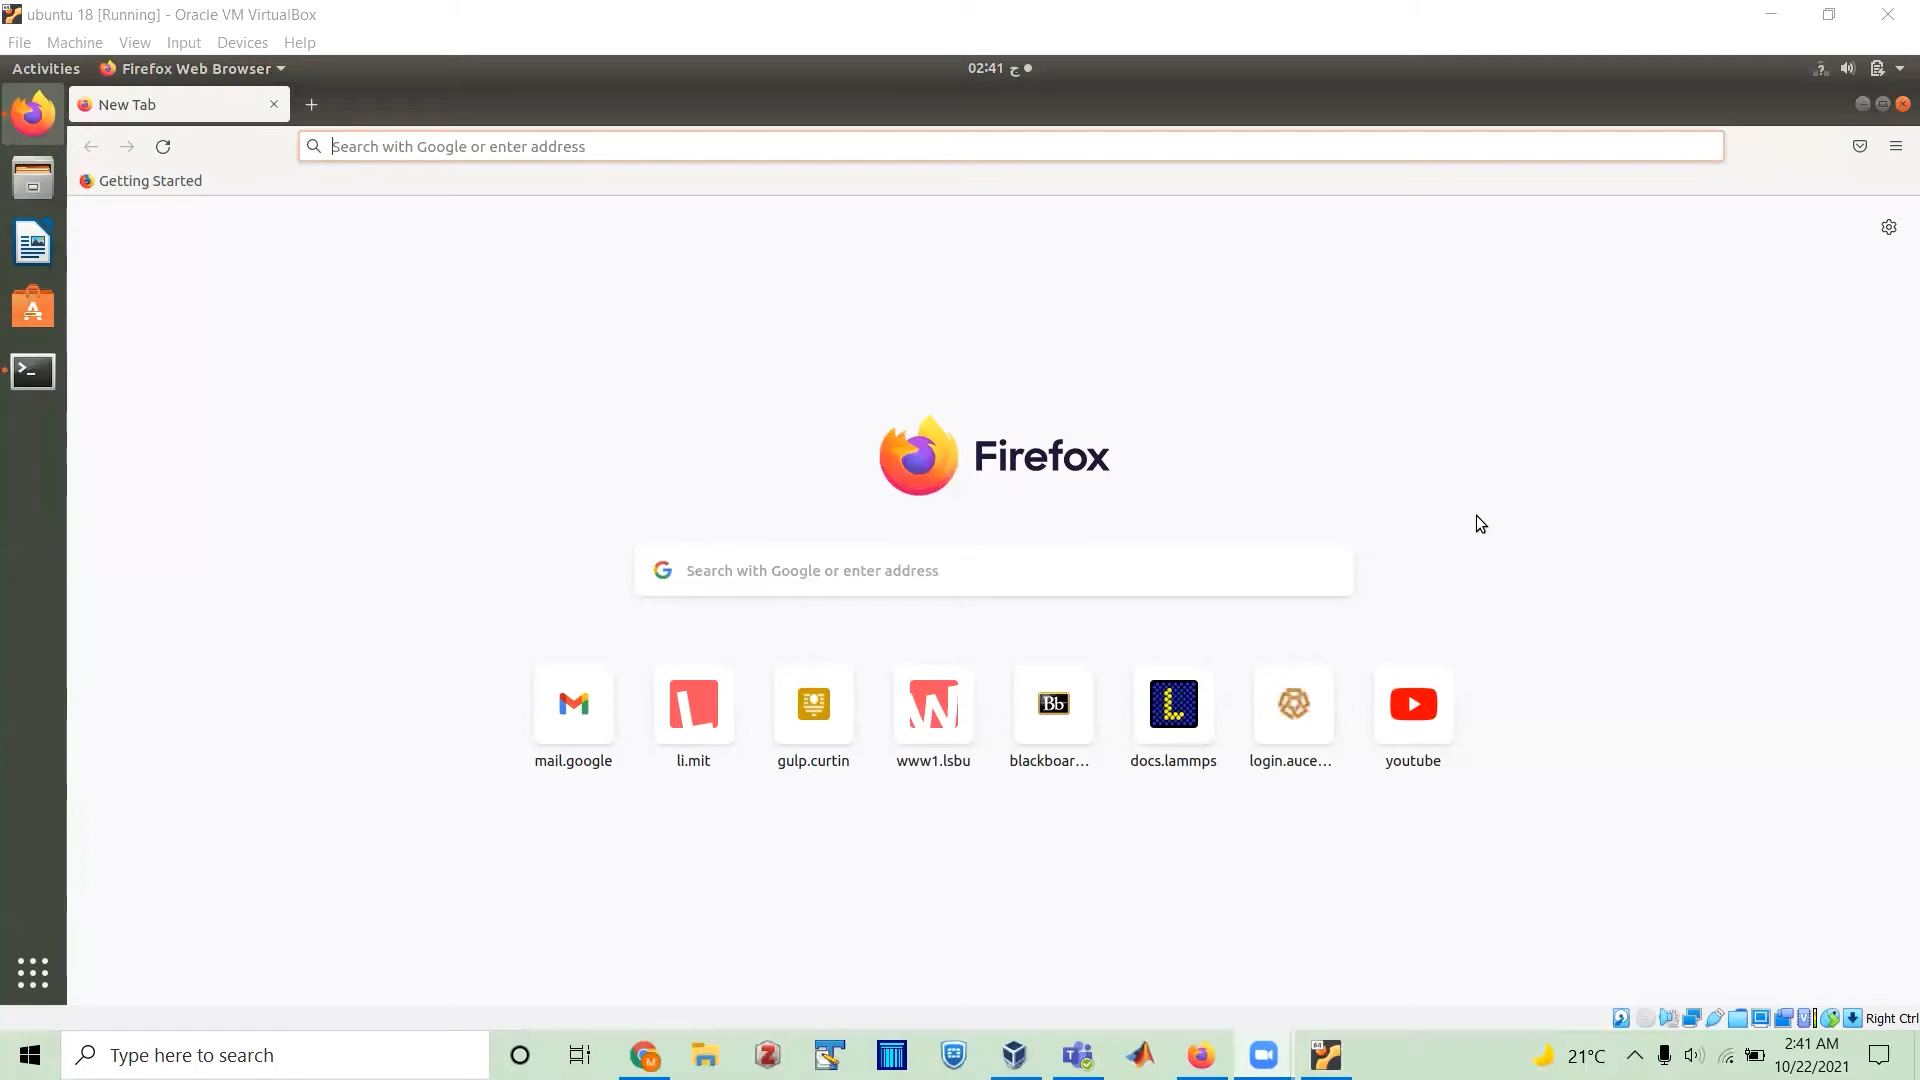 ubuntu 18 [Running] - Oracle VM VirtualBox
File Machine View Input Devices Help
Activities Firefox Web Browser 02:41 ح
New Tab
Search with Google or enter address
Getting Started
Firefox
Search with Google or enter address
L W Bb L
mail.google li.mit gulp.curtin www1.lsbu blackboar... docs.lammps login.auce... youtube
Right Ctrl
Type here to search
21°C
2:41 AM
10/22/2021